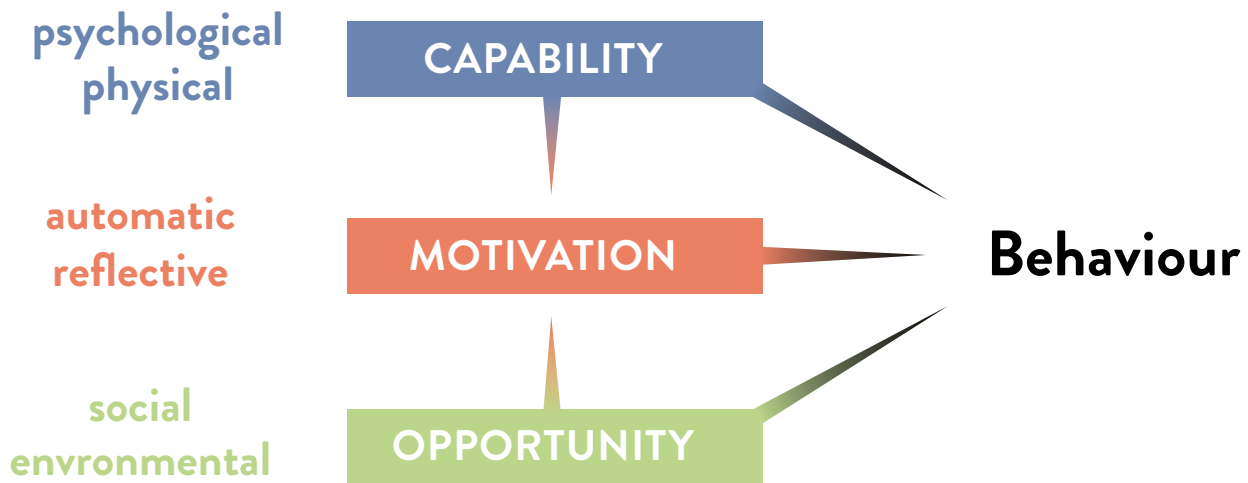 psychological
physical
CAPABILITY
automatic
reflective
MOTIVATION
Behaviour
social
envronmental
OPPORTUNITY